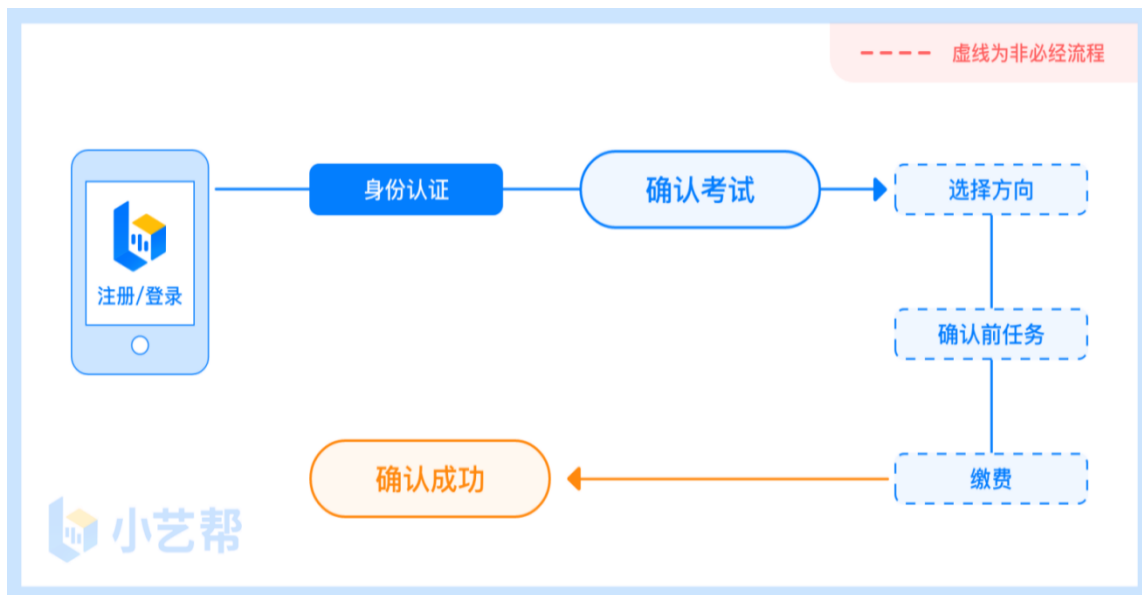 虚线为非必经流程
身份认证
确认考试
选择方向
注册/登录
确认前任务
确认成功
缴费
小艺帮